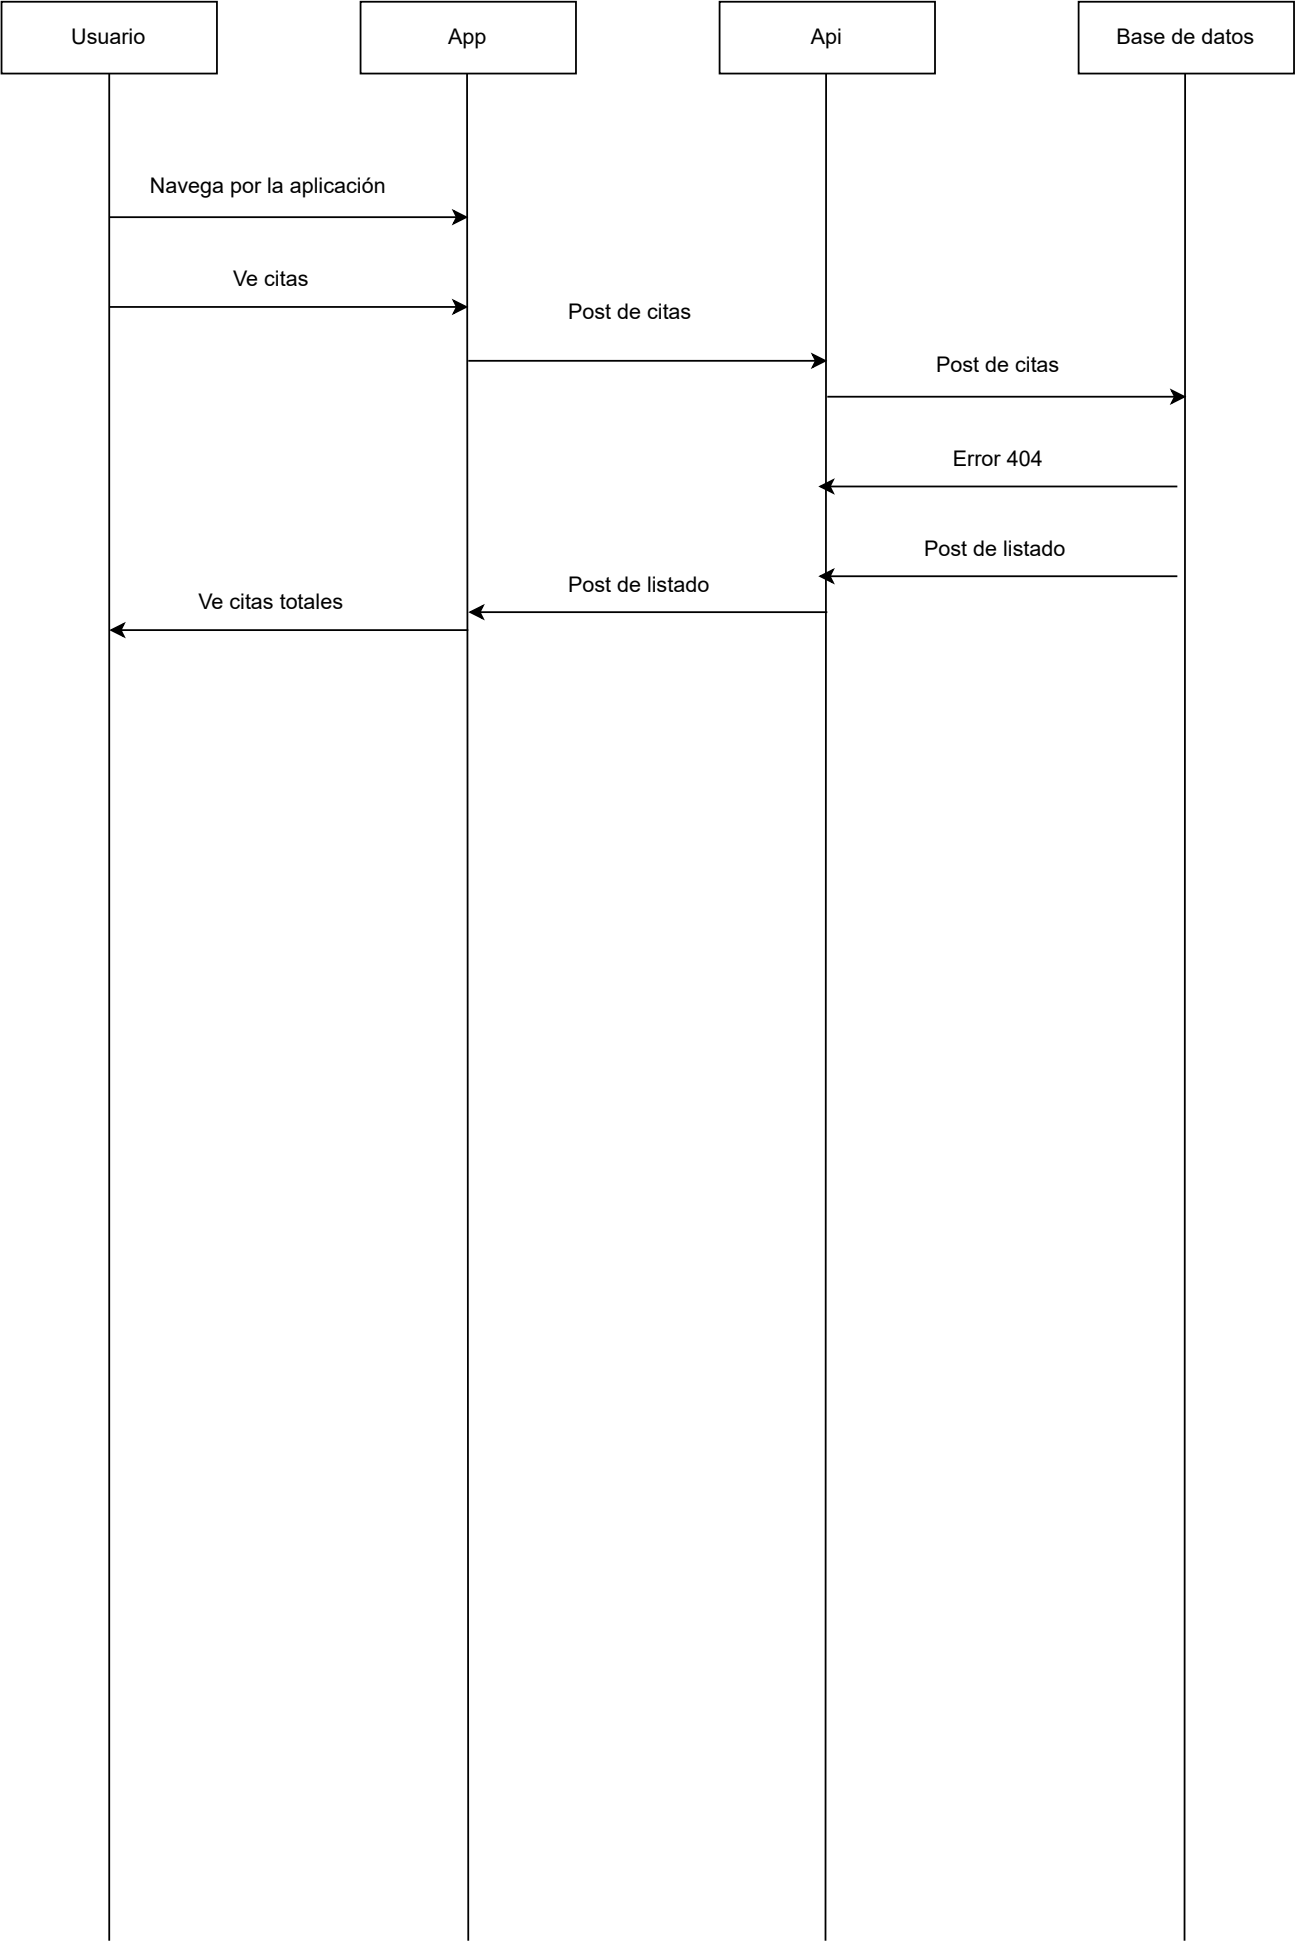 Usuario
App
Api
Base de datos
Navega por la aplicación
Ve citas
Post de citas
Post de citas
Error 404
Post de listado
Post de listado
Ve citas totales